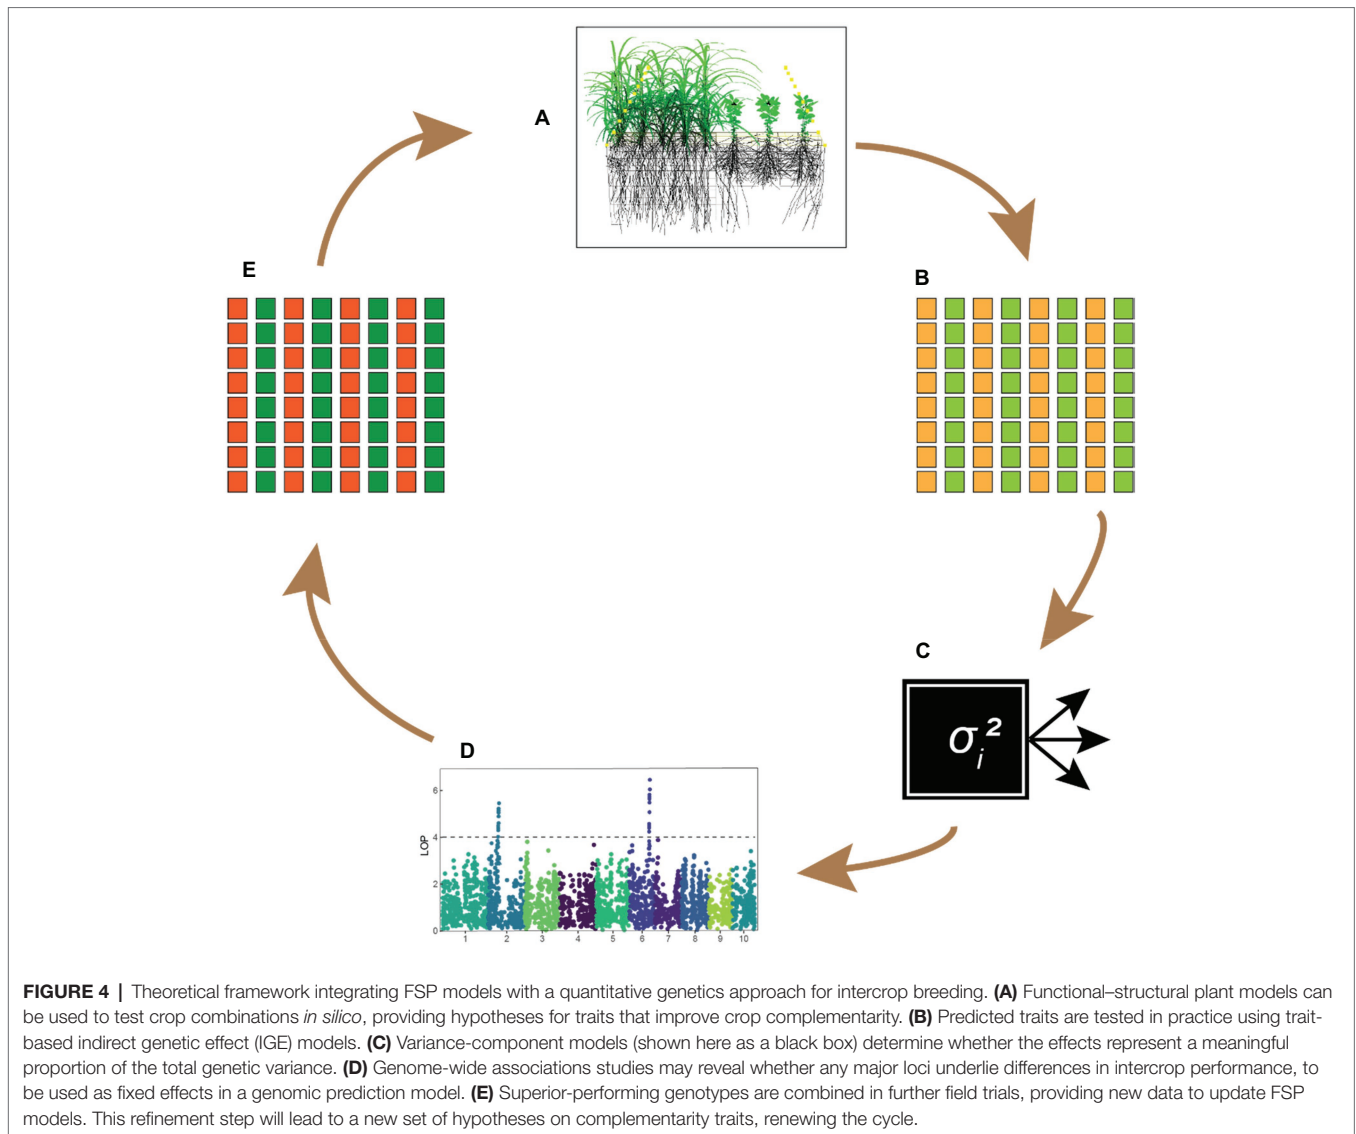 A
E
B
C
σi²
D
LOP
6
4
2
0
1 2 3 4 5 6 7 8 9 10
FIGURE 4 | Theoretical framework integrating FSP models with a quantitative genetics approach for intercrop breeding. (A) Functional–structural plant models can
be used to test crop combinations in silico, providing hypotheses for traits that improve crop complementarity. (B) Predicted traits are tested in practice using trait-
based indirect genetic effect (IGE) models. (C) Variance-component models (shown here as a black box) determine whether the effects represent a meaningful
proportion of the total genetic variance. (D) Genome-wide associations studies may reveal whether any major loci underlie differences in intercrop performance, to
be used as fixed effects in a genomic prediction model. (E) Superior-performing genotypes are combined in further field trials, providing new data to update FSP
models. This refinement step will lead to a new set of hypotheses on complementarity traits, renewing the cycle.